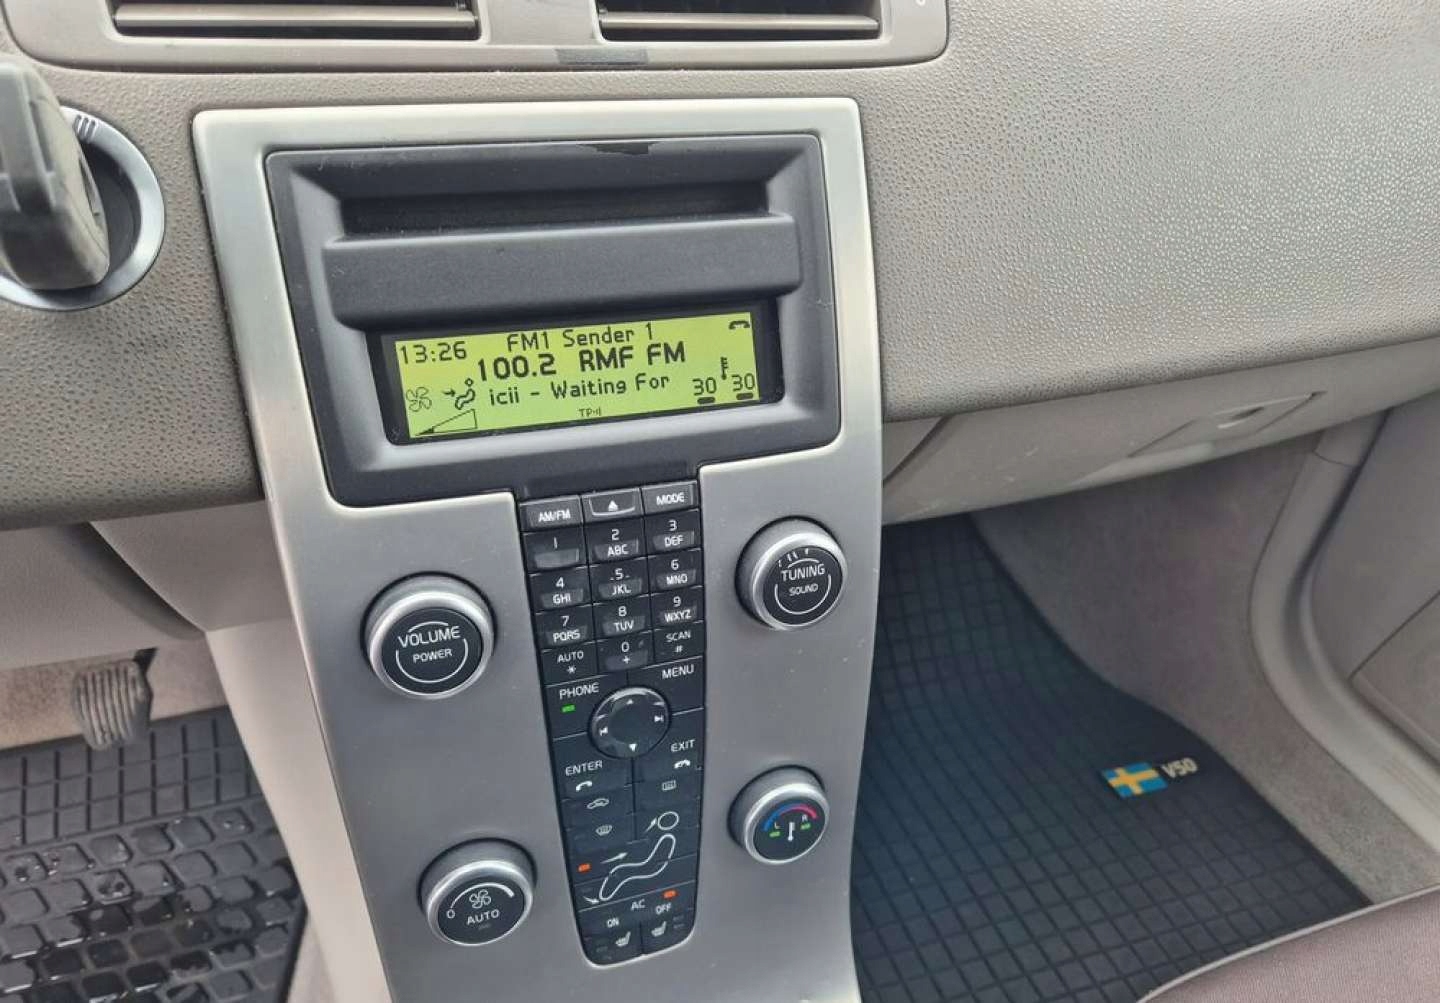 13:26
FM1 Sender 1
100.2 RMF FM
icii - Waiting For
30 30
TP
AM/FM
MODE
1
2
ABC
3
DEF
4
GHI
5
JKL
6
MNO
7
PQRS
8
TUV
9
WXYZ
AUTO
*
0
+
SCAN
#
PHONE
MENU
ENTER
EXIT
VOLUME
POWER
TUNING
SOUND
L R
0
AUTO
AC
ON
OFF
V50